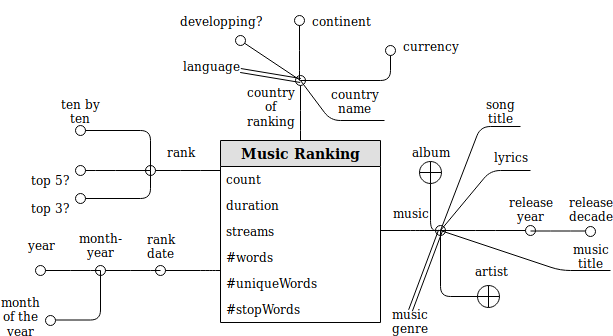 developping?
continent
currency
language
country
of
ranking
country
name
ten by
ten
rank
top 5?
top 3?
Music Ranking
count
duration
streams
#words
#uniqueWords
#stopWords
song
title
album
lyrics
music
release
year
release
decade
music
title
artist
music
genre
year
month-
year
rank
date
month
of the
year